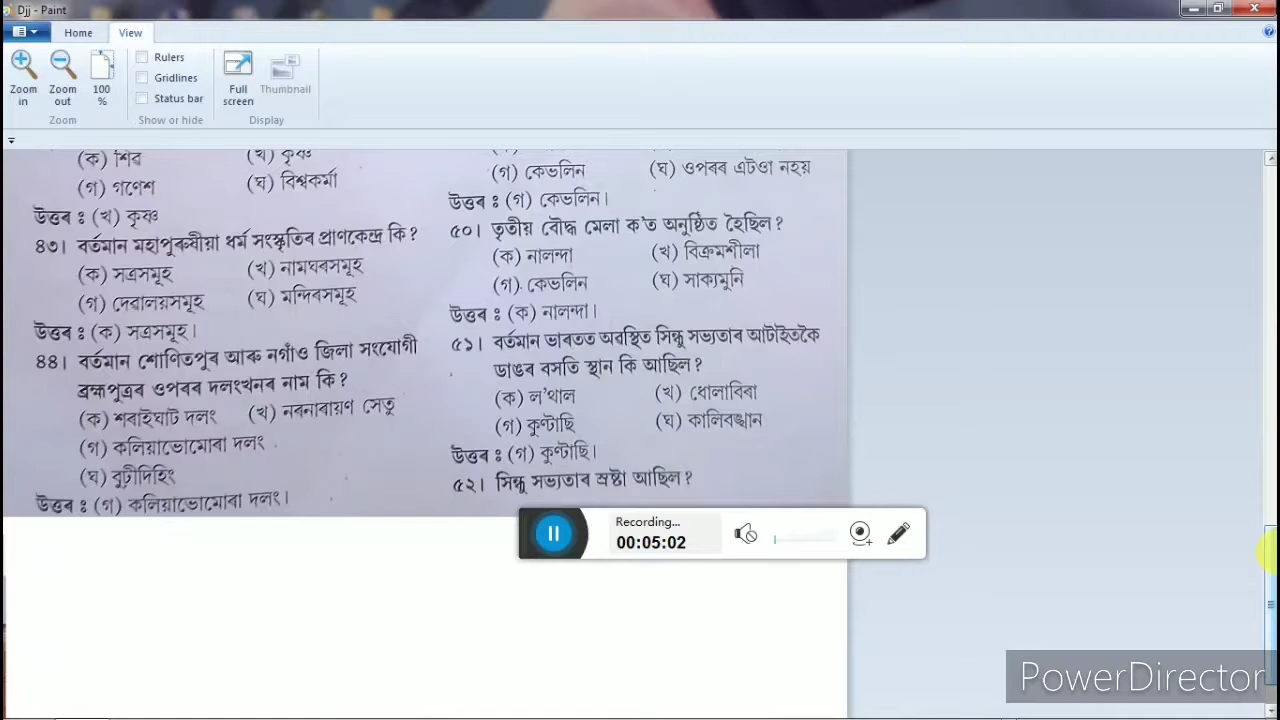 Djj - Paint
Home
View
Zoom in
Zoom out
100 %
Rulers
Gridlines
Status bar
Full screen
Thumbnail
Zoom
Show or hide
Display
(ক) শিৱ (খ) কৃষ্ণ
(গ) গণেশ (ঘ) বিশ্বকৰ্মা
উত্তৰ : (খ) কৃষ্ণ
৪৩। বৰ্তমান মহাপুৰুষীয়া ধৰ্ম সংস্কৃতিৰ প্ৰাণকেন্দ্ৰ কি?
(ক) সত্ৰসমূহ (খ) নামঘৰসমূহ
(গ) দেৱালয়সমূহ (ঘ) মন্দিৰসমূহ
উত্তৰ : (ক) সত্ৰসমূহ।
৪৪। বৰ্তমান শোণিতপুৰ আৰু নগাঁও জিলা সংযোগী
ব্ৰহ্মপুত্ৰৰ ওপৰৰ দলংখনৰ নাম কি?
(ক) শৰাইঘাট দলং (খ) নৰনাৰায়ণ সেতু
(গ) কলিয়াভোমোৰা দলং
(ঘ) বুঢ়ীদিহিং
উত্তৰ : (গ) কলিয়াভোমোৰা দলং।
(গ) কেভলিন (ঘ) ওপৰৰ এটাও নহয়
উত্তৰ : (গ) কেভলিন।
৫০। তৃতীয় বৌদ্ধ মেলা ক'ত অনুষ্ঠিত হৈছিল?
(ক) নালন্দা (খ) বিক্ৰমশীলা
(গ) কেভলিন (ঘ) সাক্যমুনি
উত্তৰ : (ক) নালন্দা।
৫১। বৰ্তমান ভাৰতত অৱস্থিত সিন্ধু সভ্যতাৰ আটাইতকৈ
ডাঙৰ বসতি স্থান কি আছিল?
(ক) ল'থাল (খ) ধোলাবিৰা
(গ) কুণ্টাছি (ঘ) কালিবঙ্খান
উত্তৰ : (গ) কুণ্টাছি।
৫২। সিন্ধু সভ্যতাৰ স্ৰষ্টা আছিল?
Recording...
00:05:02
PowerDirector